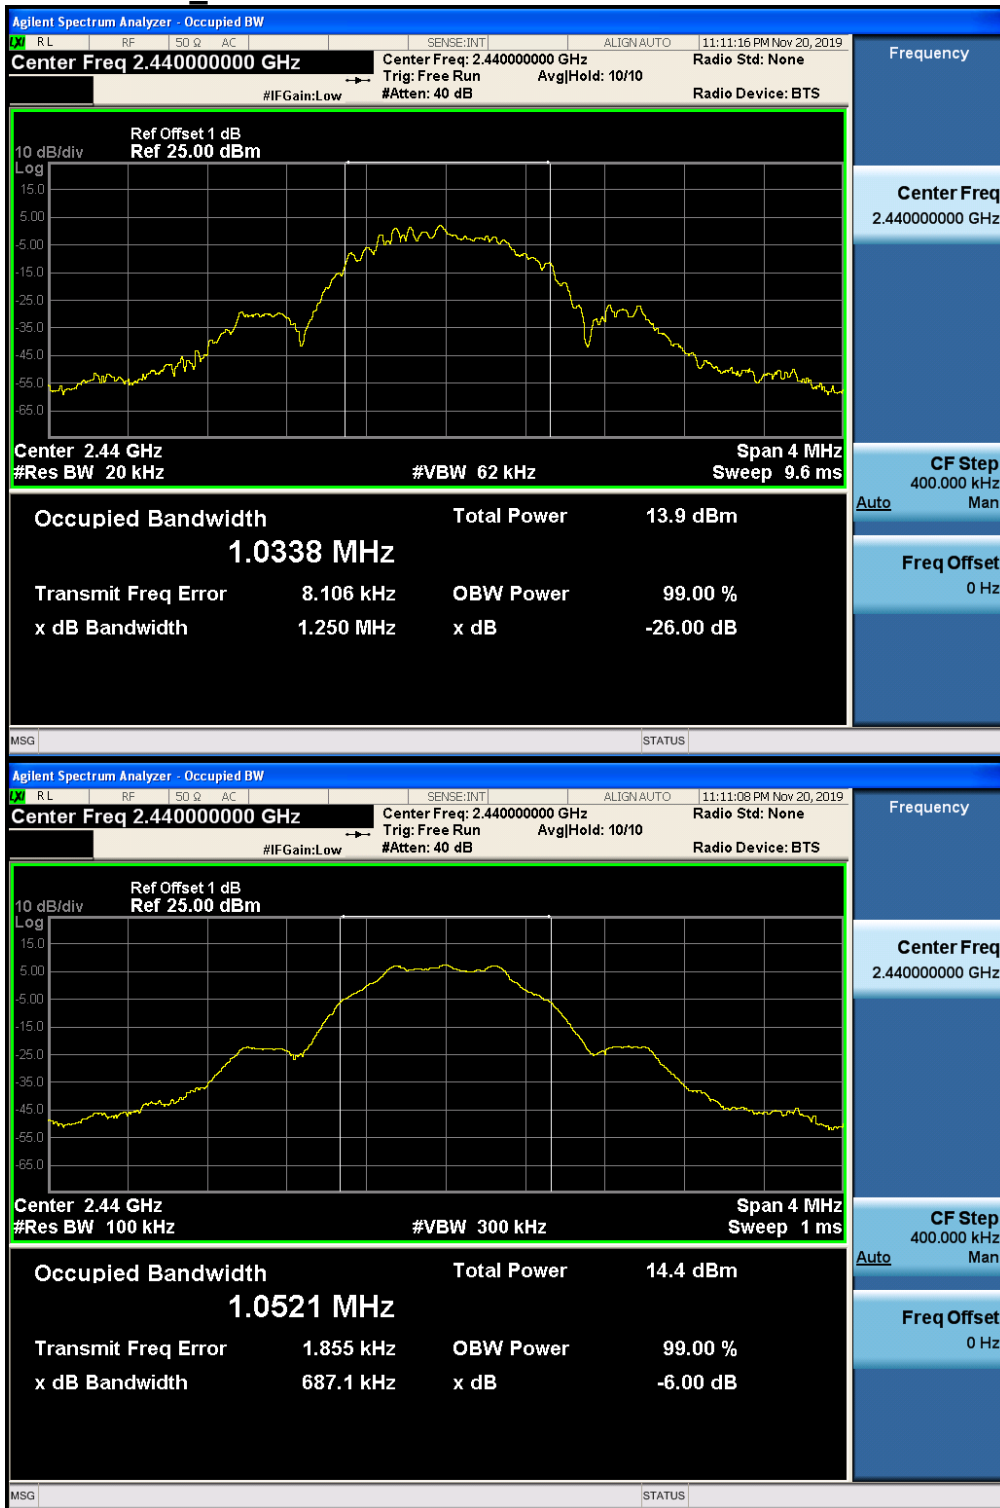 Agilent Spectrum Analyzer - Occupied BW
LXI RL RF 50 Ω AC SENSE:INT ALIGN AUTO 11:11:16 PM Nov 20, 2019
Center Freq 2.440000000 GHz
Center Freq: 2.440000000 GHz
Radio Std: None
Trig: Free Run Avg|Hold: 10/10
#IFGain:Low #Atten: 40 dB Radio Device: BTS
Frequency
Ref Offset 1 dB
10 dB/div Ref 25.00 dBm
Log
15.0
5.00
-5.00
-15.0
-25.0
-35.0
-45.0
-55.0
-65.0
Center Freq
2.440000000 GHz
Center 2.44 GHz Span 4 MHz
#Res BW 20 kHz #VBW 62 kHz Sweep 9.6 ms
CF Step
400.000 kHz
Auto Man
Occupied Bandwidth Total Power 13.9 dBm
1.0338 MHz
Transmit Freq Error 8.106 kHz OBW Power 99.00 %
x dB Bandwidth 1.250 MHz x dB -26.00 dB
Freq Offset
0 Hz
MSG STATUS
Agilent Spectrum Analyzer - Occupied BW
LXI RL RF 50 Ω AC SENSE:INT ALIGN AUTO 11:11:08 PM Nov 20, 2019
Center Freq 2.440000000 GHz
Center Freq: 2.440000000 GHz
Radio Std: None
Trig: Free Run Avg|Hold: 10/10
#IFGain:Low #Atten: 40 dB Radio Device: BTS
Frequency
Ref Offset 1 dB
10 dB/div Ref 25.00 dBm
Log
15.0
5.00
-5.00
-15.0
-25.0
-35.0
-45.0
-55.0
-65.0
Center Freq
2.440000000 GHz
Center 2.44 GHz Span 4 MHz
#Res BW 100 kHz #VBW 300 kHz Sweep 1 ms
CF Step
400.000 kHz
Auto Man
Occupied Bandwidth Total Power 14.4 dBm
1.0521 MHz
Transmit Freq Error 1.855 kHz OBW Power 99.00 %
x dB Bandwidth 687.1 kHz x dB -6.00 dB
Freq Offset
0 Hz
MSG STATUS